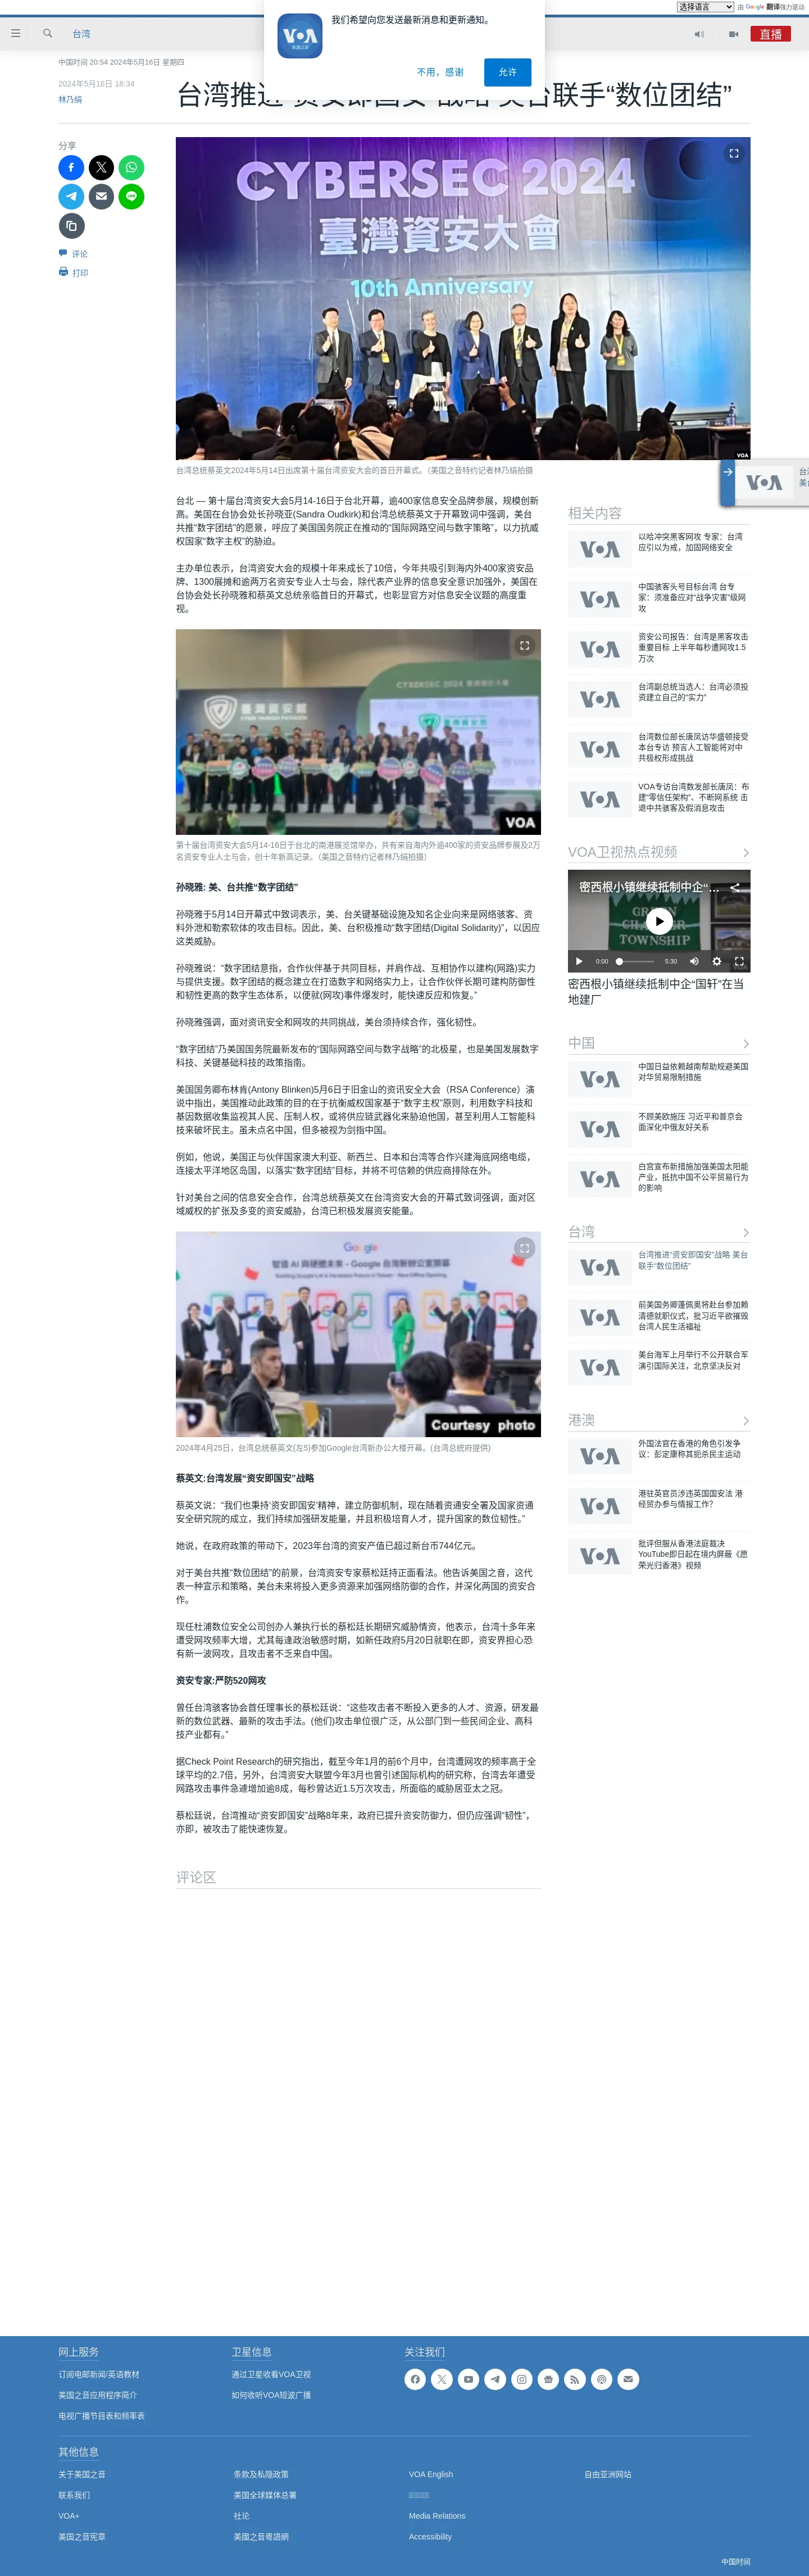 选择语言
由 Google 翻译强力驱动
台湾
直播
VOA
美国之音
我们希望向您发送最新消息和更新通知。
不用，感谢
允许
中国时间 20:54 2024年5月16日 星期四
2024年5月16日 18:34
林乃绢
台湾推进“资安即国安”战略 美台联手“数位团结”
分享
评论
打印
CYBERSEC 2024
臺灣資安大會
10th Anniversary
VOA
台湾总统蔡英文2024年5月14日出席第十届台湾资安大会的首日开幕式。（美国之音特约记者林乃绢拍摄
台北 — 第十届台湾资安大会5月14-16日于台北开幕，逾400家信息安全品牌参展，规模创新
高。美国在台协会处长孙晓亚(Sandra Oudkirk)和台湾总统蔡英文于开幕致词中强调，美台
共推“数字团结”的愿景，呼应了美国国务院正在推动的“国际网路空间与数字策略”，以力抗威
权国家“数字主权”的胁迫。
主办单位表示，台湾资安大会的规模十年来成长了10倍，今年共吸引到海内外400家资安品
牌、1300展摊和逾两万名资安专业人士与会，除代表产业界的信息安全意识加强外，美国在
台协会处长孙晓雅和蔡英文总统亲临首日的开幕式，也彰显官方对信息安全议题的高度重
视。
CYBERSEC 2024
臺灣資安館
VOA
第十届台湾资安大会5月14-16日于台北的南港展览馆举办，共有来自海内外逾400家的资安品牌参展及2万
名资安专业人士与会，创十年新高记录。（美国之音特约记者林乃绢拍摄）
孙晓雅: 美、台共推“数字团结”
孙晓雅于5月14日开幕式中致词表示，美、台关键基础设施及知名企业向来是网络骇客、资
料外泄和勒索软体的攻击目标。因此，美、台积极推动“数字团结(Digital Solidarity)”，以因应
这类威胁。
孙晓雅说：“数字团结意指，合作伙伴基于共同目标，并肩作战、互相协作以建构(网路)实力
与提供支援。数字团结的概念建立在打造数字和网络实力上，让合作伙伴长期可建构防御性
和韧性更高的数字生态体系，以便就(网攻)事件爆发时，能快速反应和恢复。”
孙晓雅强调，面对资讯安全和网攻的共同挑战，美台须持续合作，强化韧性。
“数字团结”乃美国国务院最新发布的“国际网路空间与数字战略”的北极星，也是美国发展数字
科技、关键基础科技的政策指南。
美国国务卿布林肯(Antony Blinken)5月6日于旧金山的资讯安全大会（RSA Conference）演
说中指出，美国推动此政策的目的在于抗衡威权国家基于“数字主权”原则，利用数字科技和
基因数据收集监视其人民、压制人权，或将供应链武器化来胁迫他国，甚至利用人工智能科
技来破坏民主。虽未点名中国，但多被视为剑指中国。
例如，他说，美国正与伙伴国家澳大利亚、新西兰、日本和台湾等合作兴建海底网络电缆，
连接太平洋地区岛国，以落实“数字团结”目标，并将不可信赖的供应商排除在外。
针对美台之间的信息安全合作，台湾总统蔡英文在台湾资安大会的开幕式致词强调，面对区
域威权的扩张及多变的资安威胁，台湾已积极发展资安能量。
Google
智造 AI 與硬體未來 - Google 台灣新辦公室開幕
Courtesy photo
2024年4月25日，台湾总统蔡英文(左5)参加Google台湾新办公大楼开幕。(台湾总统府提供)
蔡英文:台湾发展“资安即国安”战略
蔡英文说：“我们也秉持‘资安即国安’精神，建立防御机制，现在随着资通安全署及国家资通
安全研究院的成立，我们持续加强研发能量，并且积极培育人才，提升国家的数位韧性。”
她说，在政府政策的带动下，2023年台湾的资安产值已超过新台币744亿元。
对于美台共推“数位团结”的前景，台湾资安专家蔡松廷持正面看法。他告诉美国之音，这代
表一种宣示和策略，美台未来将投入更多资源来加强网络防御的合作，并深化两国的资安合
作。
现任杜浦数位安全公司创办人兼执行长的蔡松廷长期研究威胁情资，他表示，台湾十多年来
遭受网攻频率大增，尤其每逢政治敏感时期，如新任政府5月20日就职在即，资安界担心恐
有新一波网攻，且攻击者不乏来自中国。
资安专家:严防520网攻
曾任台湾骇客协会首任理事长的蔡松廷说：“这些攻击者不断投入更多的人才、资源，研发最
新的数位武器、最新的攻击手法。(他们)攻击单位很广泛，从公部门到一些民间企业、高科
技产业都有。”
据Check Point Research的研究指出，截至今年1月的前6个月中，台湾遭网攻的频率高于全
球平均的2.7倍，另外，台湾资安大联盟今年3月也曾引述国际机构的研究称，台湾去年遭受
网路攻击事件急遽增加逾8成，每秒曾达近1.5万次攻击，所面临的威胁居亚太之冠。
蔡松廷说，台湾推动“资安即国安”战略8年来，政府已提升资安防御力，但仍应强调“韧性”，
亦即，被攻击了能快速恢复。
评论区
相关内容
以哈冲突黑客网攻 专家：台湾
应引以为戒，加固网络安全
中国骇客头号目标台湾 台专
家：须准备应对“战争灾害”级网
攻
资安公司报告：台湾是黑客攻击
重要目标 上半年每秒遭网攻1.5
万次
台湾副总统当选人：台湾必须投
资建立自己的“实力”
台湾数位部长唐凤访华盛顿接受
本台专访 预言人工智能将对中
共极权形成挑战
VOA专访台湾数发部长唐凤：布
建“零信任架构”、不断网系统 击
退中共骇客及假消息攻击
VOA卫视热点视频
密西根小镇继续抵制中企“ ...
GREEN
CHARTER
TOWNSHIP
0:00
5:30
密西根小镇继续抵制中企“国轩”在当
地建厂
中国
中国日益依赖越南帮助规避美国
对华贸易限制措施
不顾美欧施压 习近平和普京会
面深化中俄友好关系
白宫宣布新措施加强美国太阳能
产业，抵抗中国不公平贸易行为
的影响
台湾
台湾推进“资安即国安”战略 美台
联手“数位团结”
前美国务卿蓬佩奥将赴台参加赖
清德就职仪式，批习近平欲摧毁
台湾人民生活福祉
美台海军上月举行不公开联合军
演引国际关注，北京坚决反对
港澳
外国法官在香港的角色引发争
议：彭定康称其扼杀民主运动
港驻英官员涉违英国国安法 港
经贸办参与情报工作？
批评但服从香港法庭裁决
YouTube即日起在境内屏蔽《愿
荣光归香港》视频
网上服务
订阅电邮新闻/英语教材
美国之音应用程序简介
电视广播节目表和频率表
卫星信息
通过卫星收看VOA卫视
如何收听VOA短波广播
关注我们
其他信息
关于美国之音
联系我们
VOA+
美国之音宪章
条款及私隐政策
美国全球媒体总署
社论
美國之音粵語網
VOA English
Media Relations
Accessibility
自由亚洲网站
中国时间